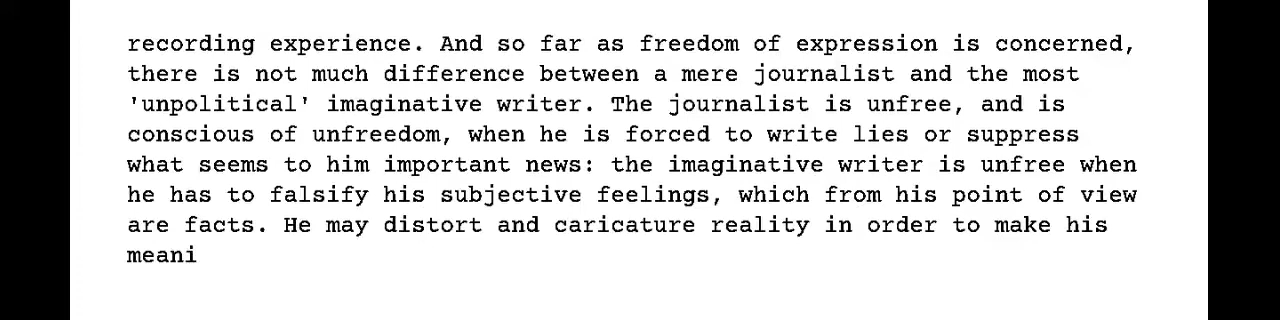 recording experience. And so far as freedom of expression is concerned,
there is not much difference between a mere journalist and the most
'unpolitical' imaginative writer. The journalist is unfree, and is
conscious of unfreedom, when he is forced to write lies or suppress
what seems to him important news: the imaginative writer is unfree when
he has to falsify his subjective feelings, which from his point of view
are facts. He may distort and caricature reality in order to make his
meani